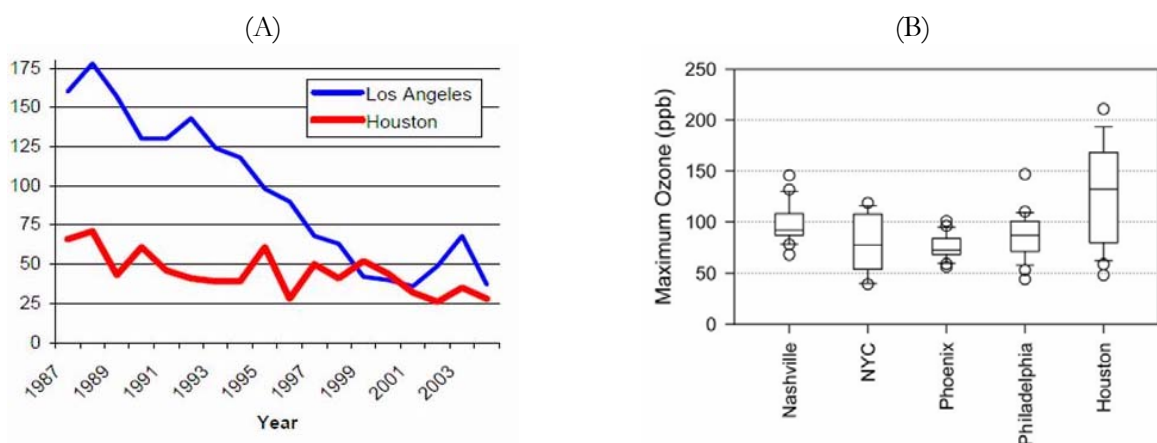 (A)
175
150
125
100
75
50
25
0
Los Angeles
Houston
1987
1989
1991
1993
1995
1997
1999
2001
2003
Year
(B)
Maximum Ozone (ppb)
250
200
150
100
50
0
Nashville
NYC
Phoenix
Philadelphia
Houston